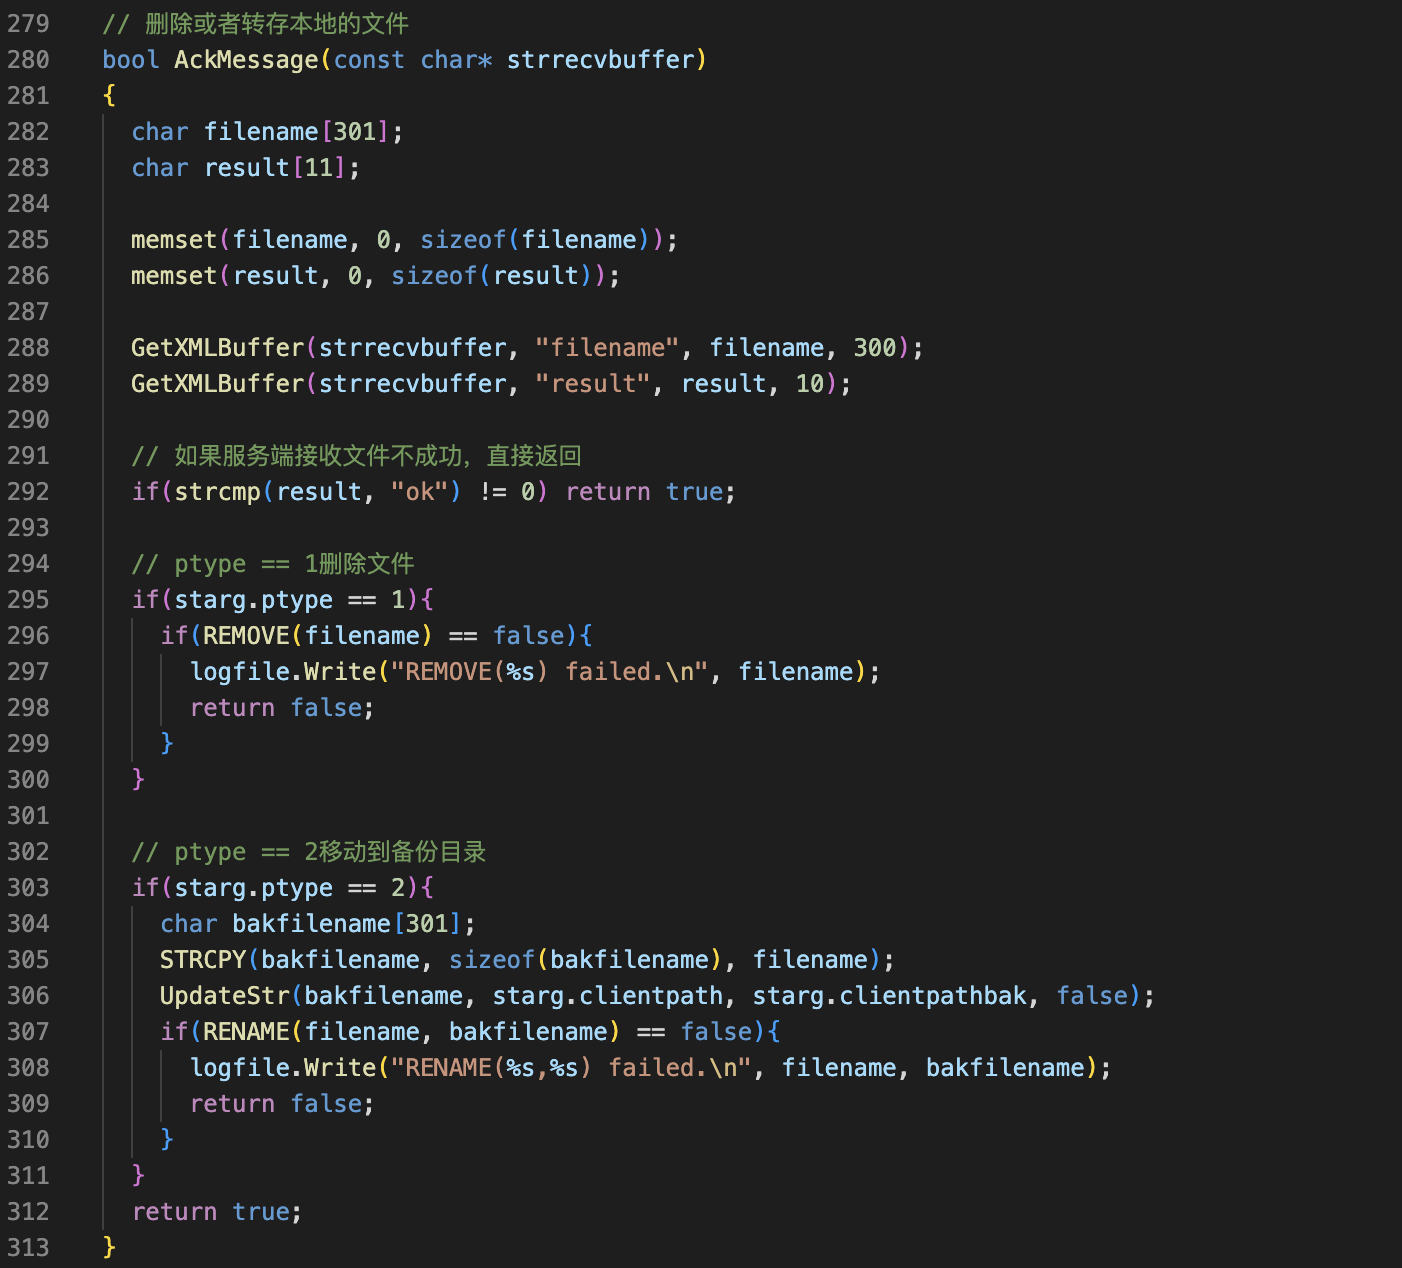 279 // 删除或者转存本地的文件
280 bool AckMessage(const char* strrecvbuffer)
281 {
282   char filename[301];
283   char result[11];
284
285   memset(filename, 0, sizeof(filename));
286   memset(result, 0, sizeof(result));
287
288   GetXMLBuffer(strrecvbuffer, "filename", filename, 300);
289   GetXMLBuffer(strrecvbuffer, "result", result, 10);
290
291   // 如果服务端接收文件不成功，直接返回
292   if(strcmp(result, "ok") != 0) return true;
293
294   // ptype == 1删除文件
295   if(starg.ptype == 1){
296     if(REMOVE(filename) == false){
297       logfile.Write("REMOVE(%s) failed.\n", filename);
298       return false;
299     }
300   }
301
302   // ptype == 2移动到备份目录
303   if(starg.ptype == 2){
304     char bakfilename[301];
305     STRCPY(bakfilename, sizeof(bakfilename), filename);
306     UpdateStr(bakfilename, starg.clientpath, starg.clientpathbak, false);
307     if(RENAME(filename, bakfilename) == false){
308       logfile.Write("RENAME(%s,%s) failed.\n", filename, bakfilename);
309       return false;
310     }
311   }
312   return true;
313 }